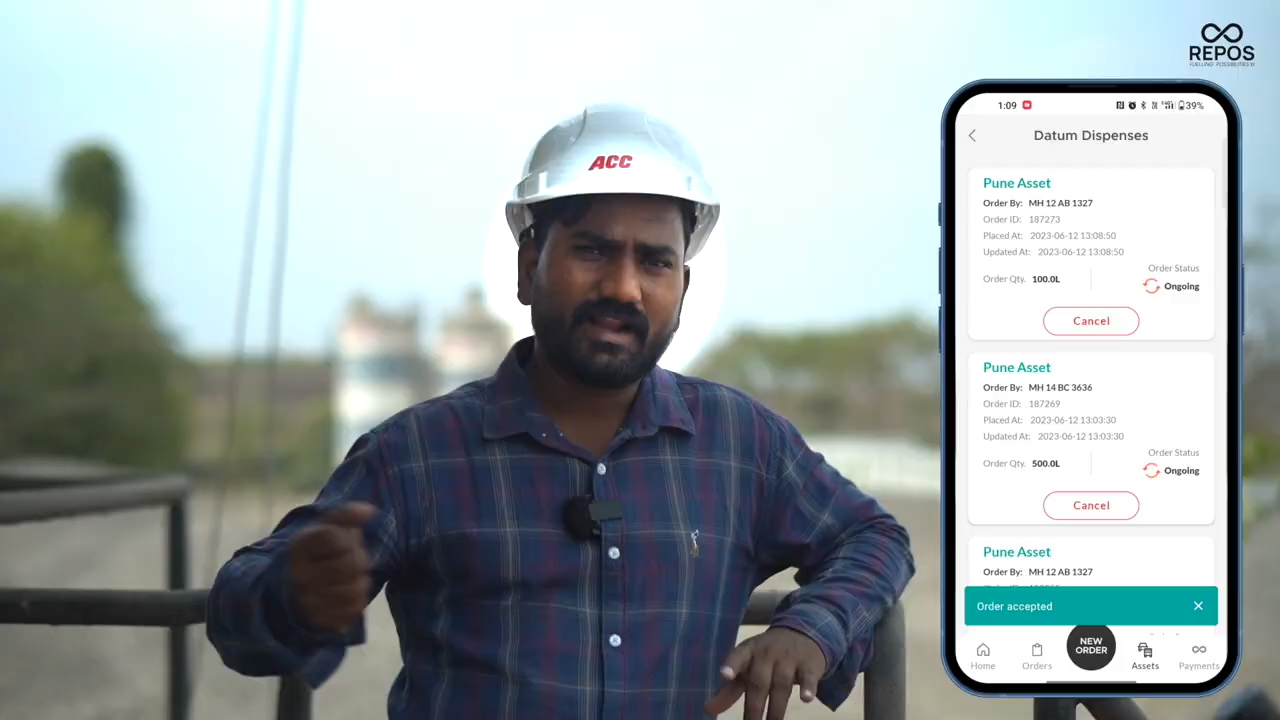 REPOS
FUELLING POSSIBILITIES
ACC
1:09
39%
Datum Dispenses
Pune Asset
Order By: MH 12 AB 1327
Order ID: 187273
Placed At: 2023-06-12 13:08:50
Updated At: 2023-06-12 13:08:50
Order Status
Order Qty. 100.0L
Ongoing
Cancel
Pune Asset
Order By: MH 14 BC 3636
Order ID: 187269
Placed At: 2023-06-12 13:03:30
Updated At: 2023-06-12 13:03:30
Order Status
Order Qty. 500.0L
Ongoing
Cancel
Pune Asset
Order By: MH 12 AB 1327
Order accepted
NEW
ORDER
Home Orders Assets Payments